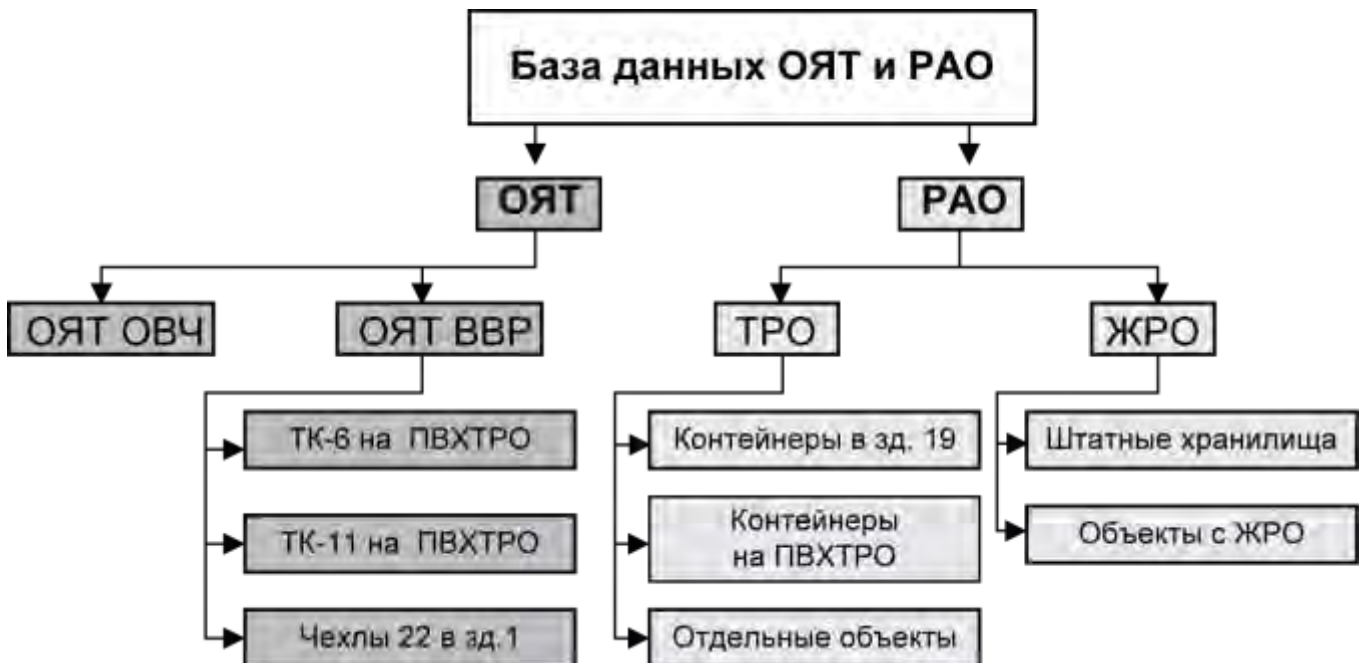 База данных ОЯТ и РАО
ОЯТ
РАО
ОЯТ ОВЧ
ОЯТ ВВР
ТРО
ЖРО
ТК-6 на ПВХТРО
Контейнеры в зд. 19
Штатные хранилища
ТК-11 на ПВХТРО
Контейнеры
на ПВХТРО
Объекты с ЖРО
Чехлы 22 в зд.1
Отдельные объекты